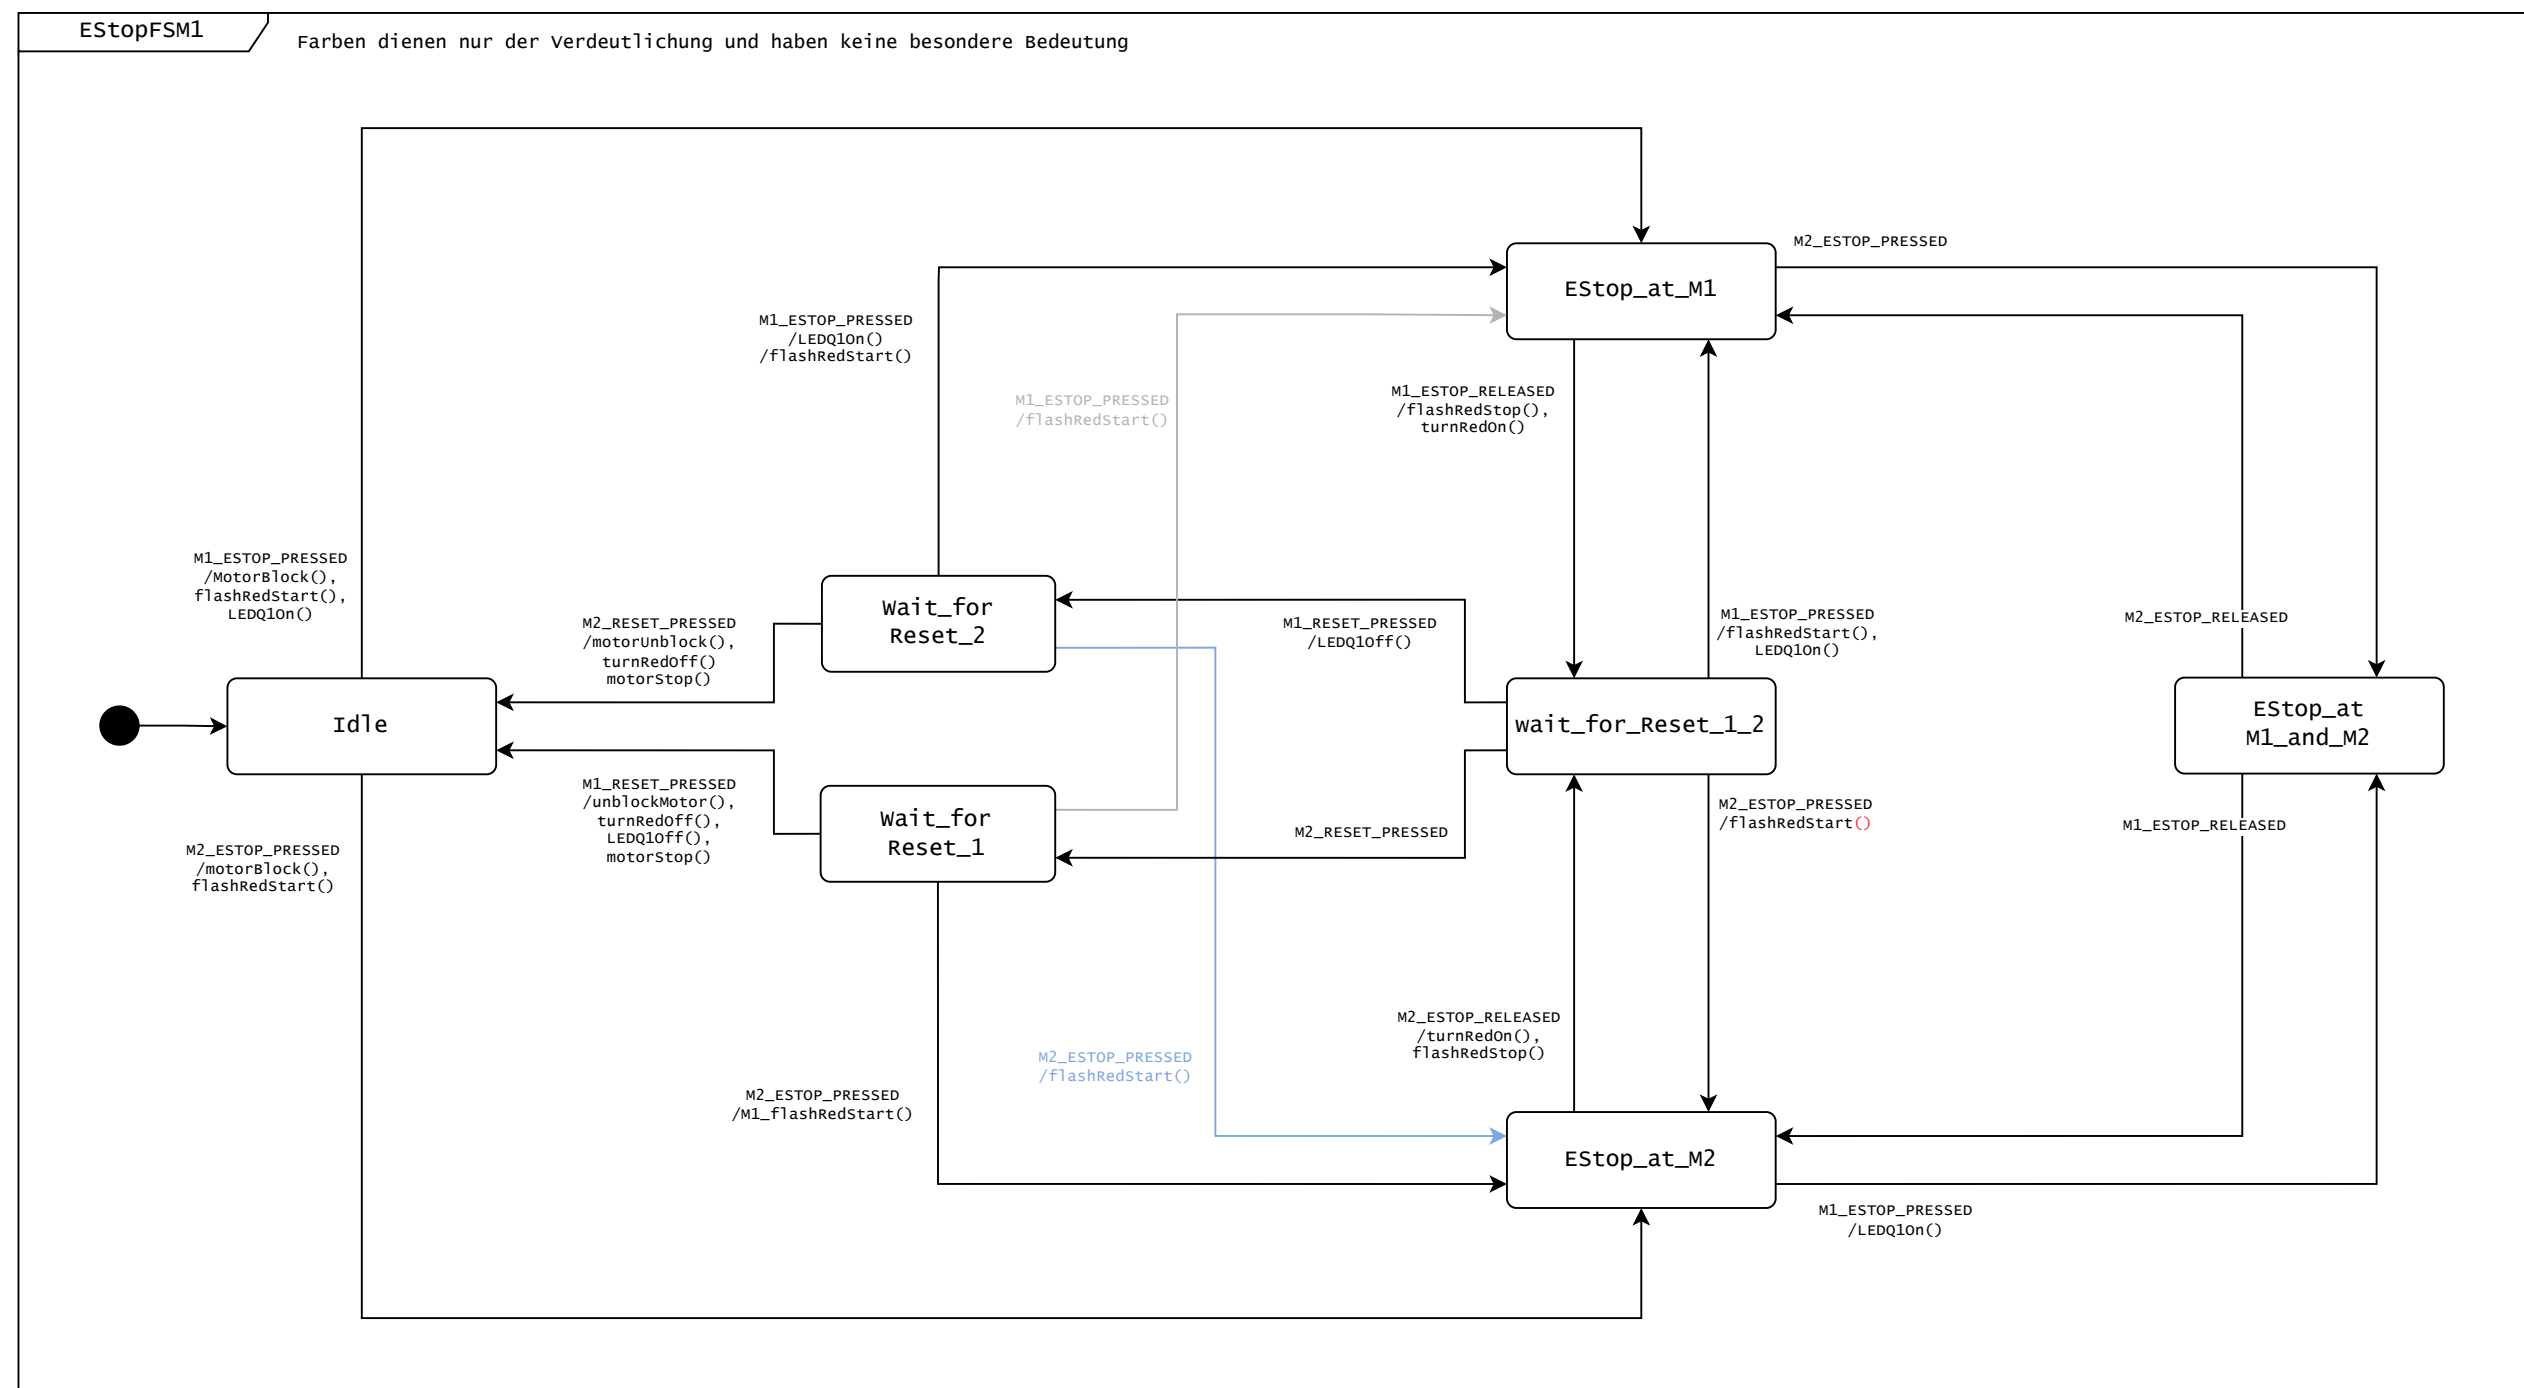 EStopFSM1
Farben dienen nur der Verdeutlichung und haben keine besondere Bedeutung
M2_ESTOP_PRESSED
EStop_at_M1
M1_ESTOP_PRESSED
/LEDQ1On()
/flashRedStart()
M1_ESTOP_PRESSED
/flashRedStart()
M1_ESTOP_RELEASED
/flashRedStop(),
turnRedOn()
M1_ESTOP_PRESSED
/MotorBlock(),
flashRedStart(),
LEDQ1On()
M2_RESET_PRESSED
/motorUnblock(),
turnRedOff()
motorStop()
Wait_for
Reset_2
M1_RESET_PRESSED
/LEDQ1Off()
M1_ESTOP_PRESSED
/flashRedStart(),
LEDQ1On()
M2_ESTOP_RELEASED
Idle
wait_for_Reset_1_2
EStop_at
M1_and_M2
M1_RESET_PRESSED
/unblockMotor(),
turnRedOff(),
LEDQ1Off(),
motorStop()
Wait_for
Reset_1
M2_RESET_PRESSED
M2_ESTOP_PRESSED
/flashRedStart()
M1_ESTOP_RELEASED
M2_ESTOP_PRESSED
/motorBlock(),
flashRedStart()
M2_ESTOP_RELEASED
/turnRedOn(),
flashRedStop()
M2_ESTOP_PRESSED
/flashRedStart()
M2_ESTOP_PRESSED
/M1_flashRedStart()
EStop_at_M2
M1_ESTOP_PRESSED
/LEDQ1On()